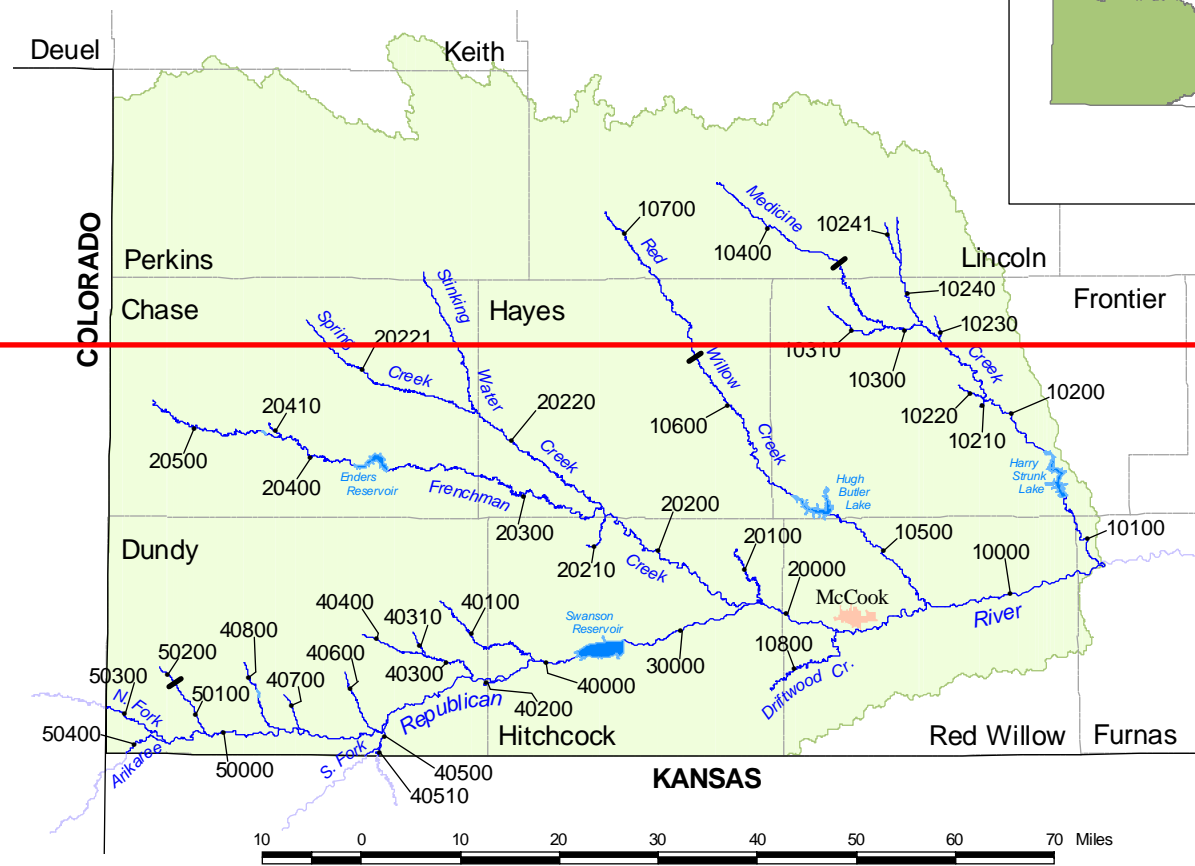 Deuel
Keith
COLORADO
Perkins
Chase
Hayes
Lincoln
Frontier
Medicine
10700
Red
10400
10241
10240
10230
10310
10300
Stinking
Spring
20221
Creek
Water
20220
Creek
Willow
10600
Creek
Creek
10200
10220
10210
20410
20500
20400
Enders
Reservoir
Frenchman
20300
Hugh
Butler
Lake
Harry
Strunk
Lake
10100
Dundy
20210
20200
Creek
20100
20000
10500
10000
McCook
River
40400
40310
40100
Swanson
Reservoir
30000
10800
Driftwood Cr.
40800
40600
50200
50300
50100
40700
40300
40000
40200
N. Fork
Republican
50400
Arikaree
50000
S. Fork
40500
40510
Hitchcock
Red Willow
Furnas
KANSAS
10 0 10 20 30 40 50 60 70 Miles